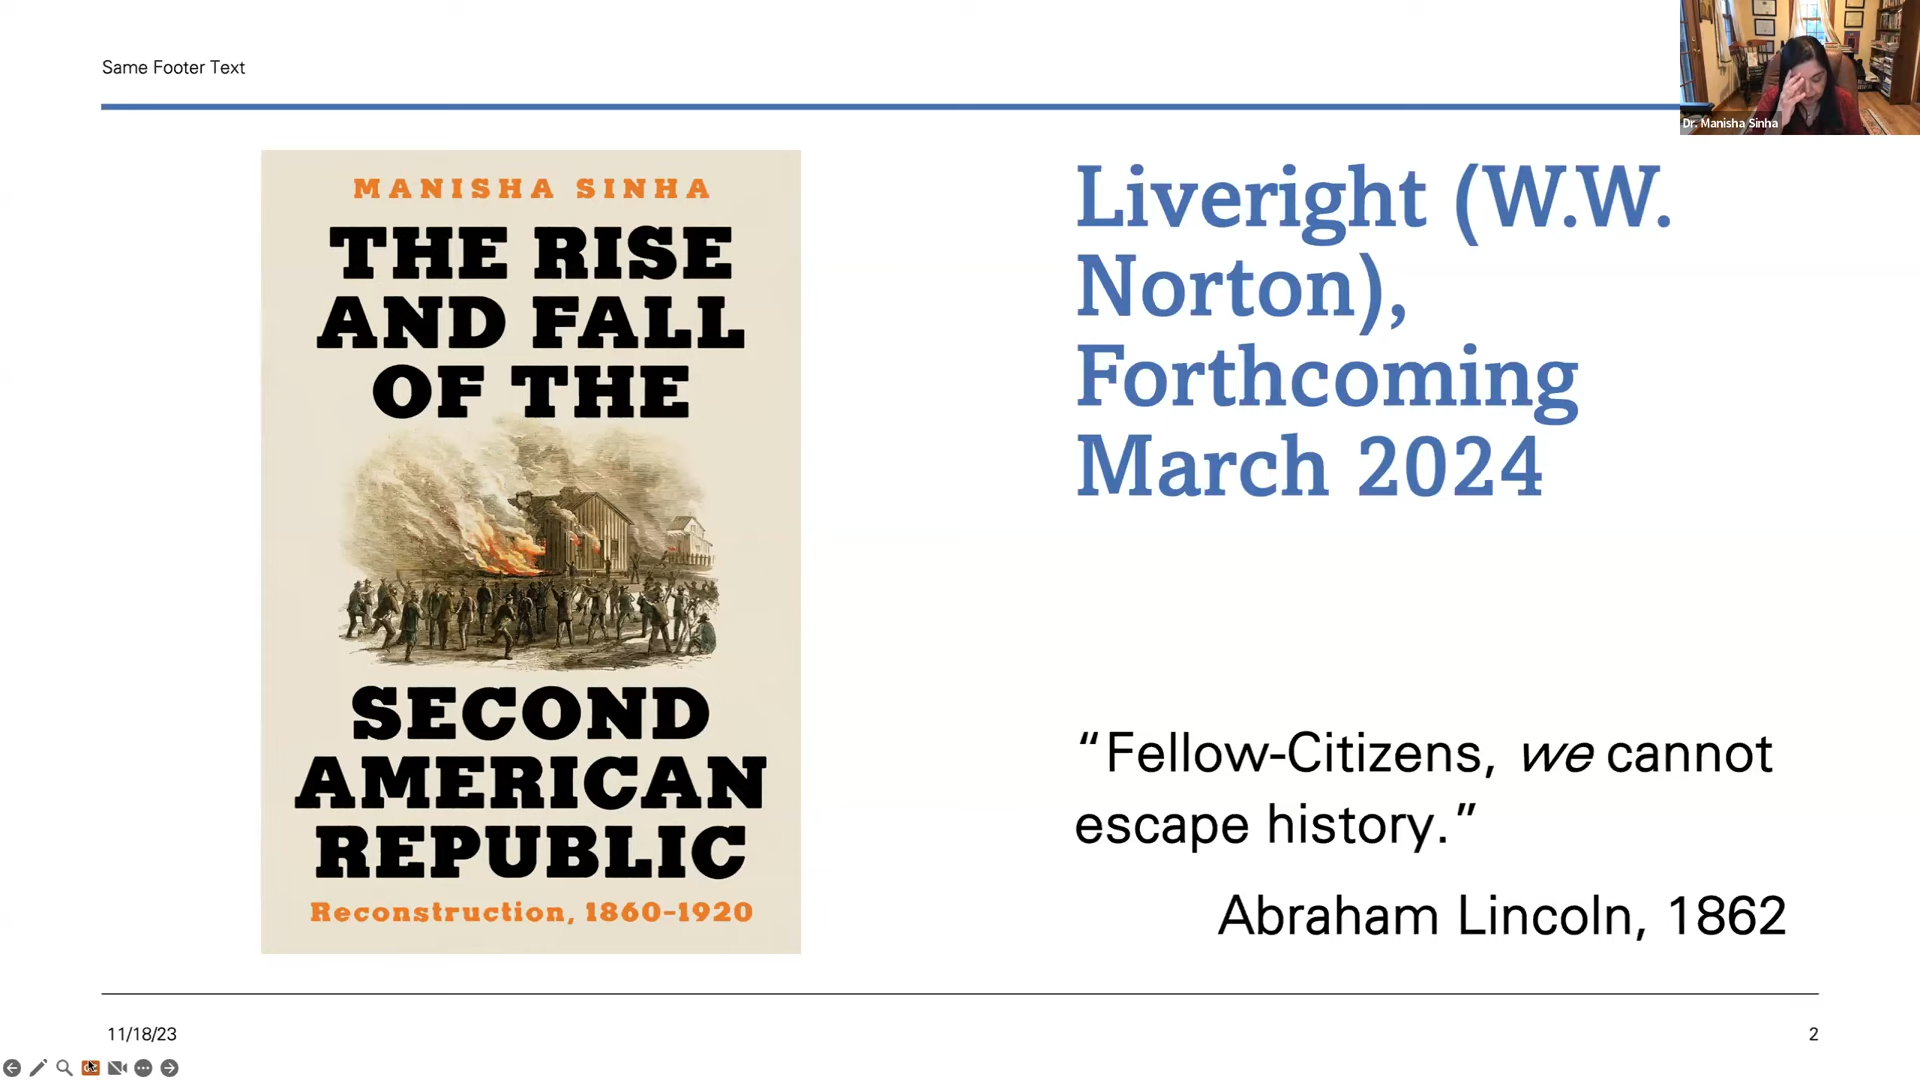 Same Footer Text
Dr. Manisha Sinha
MANISHA SINHA
THE RISE
AND FALL
OF THE
SECOND
AMERICAN
REPUBLIC
Reconstruction, 1860-1920
Liveright (W.W.
Norton),
Forthcoming
March 2024
“Fellow-Citizens, we cannot
escape history.”
Abraham Lincoln, 1862
11/18/23
2